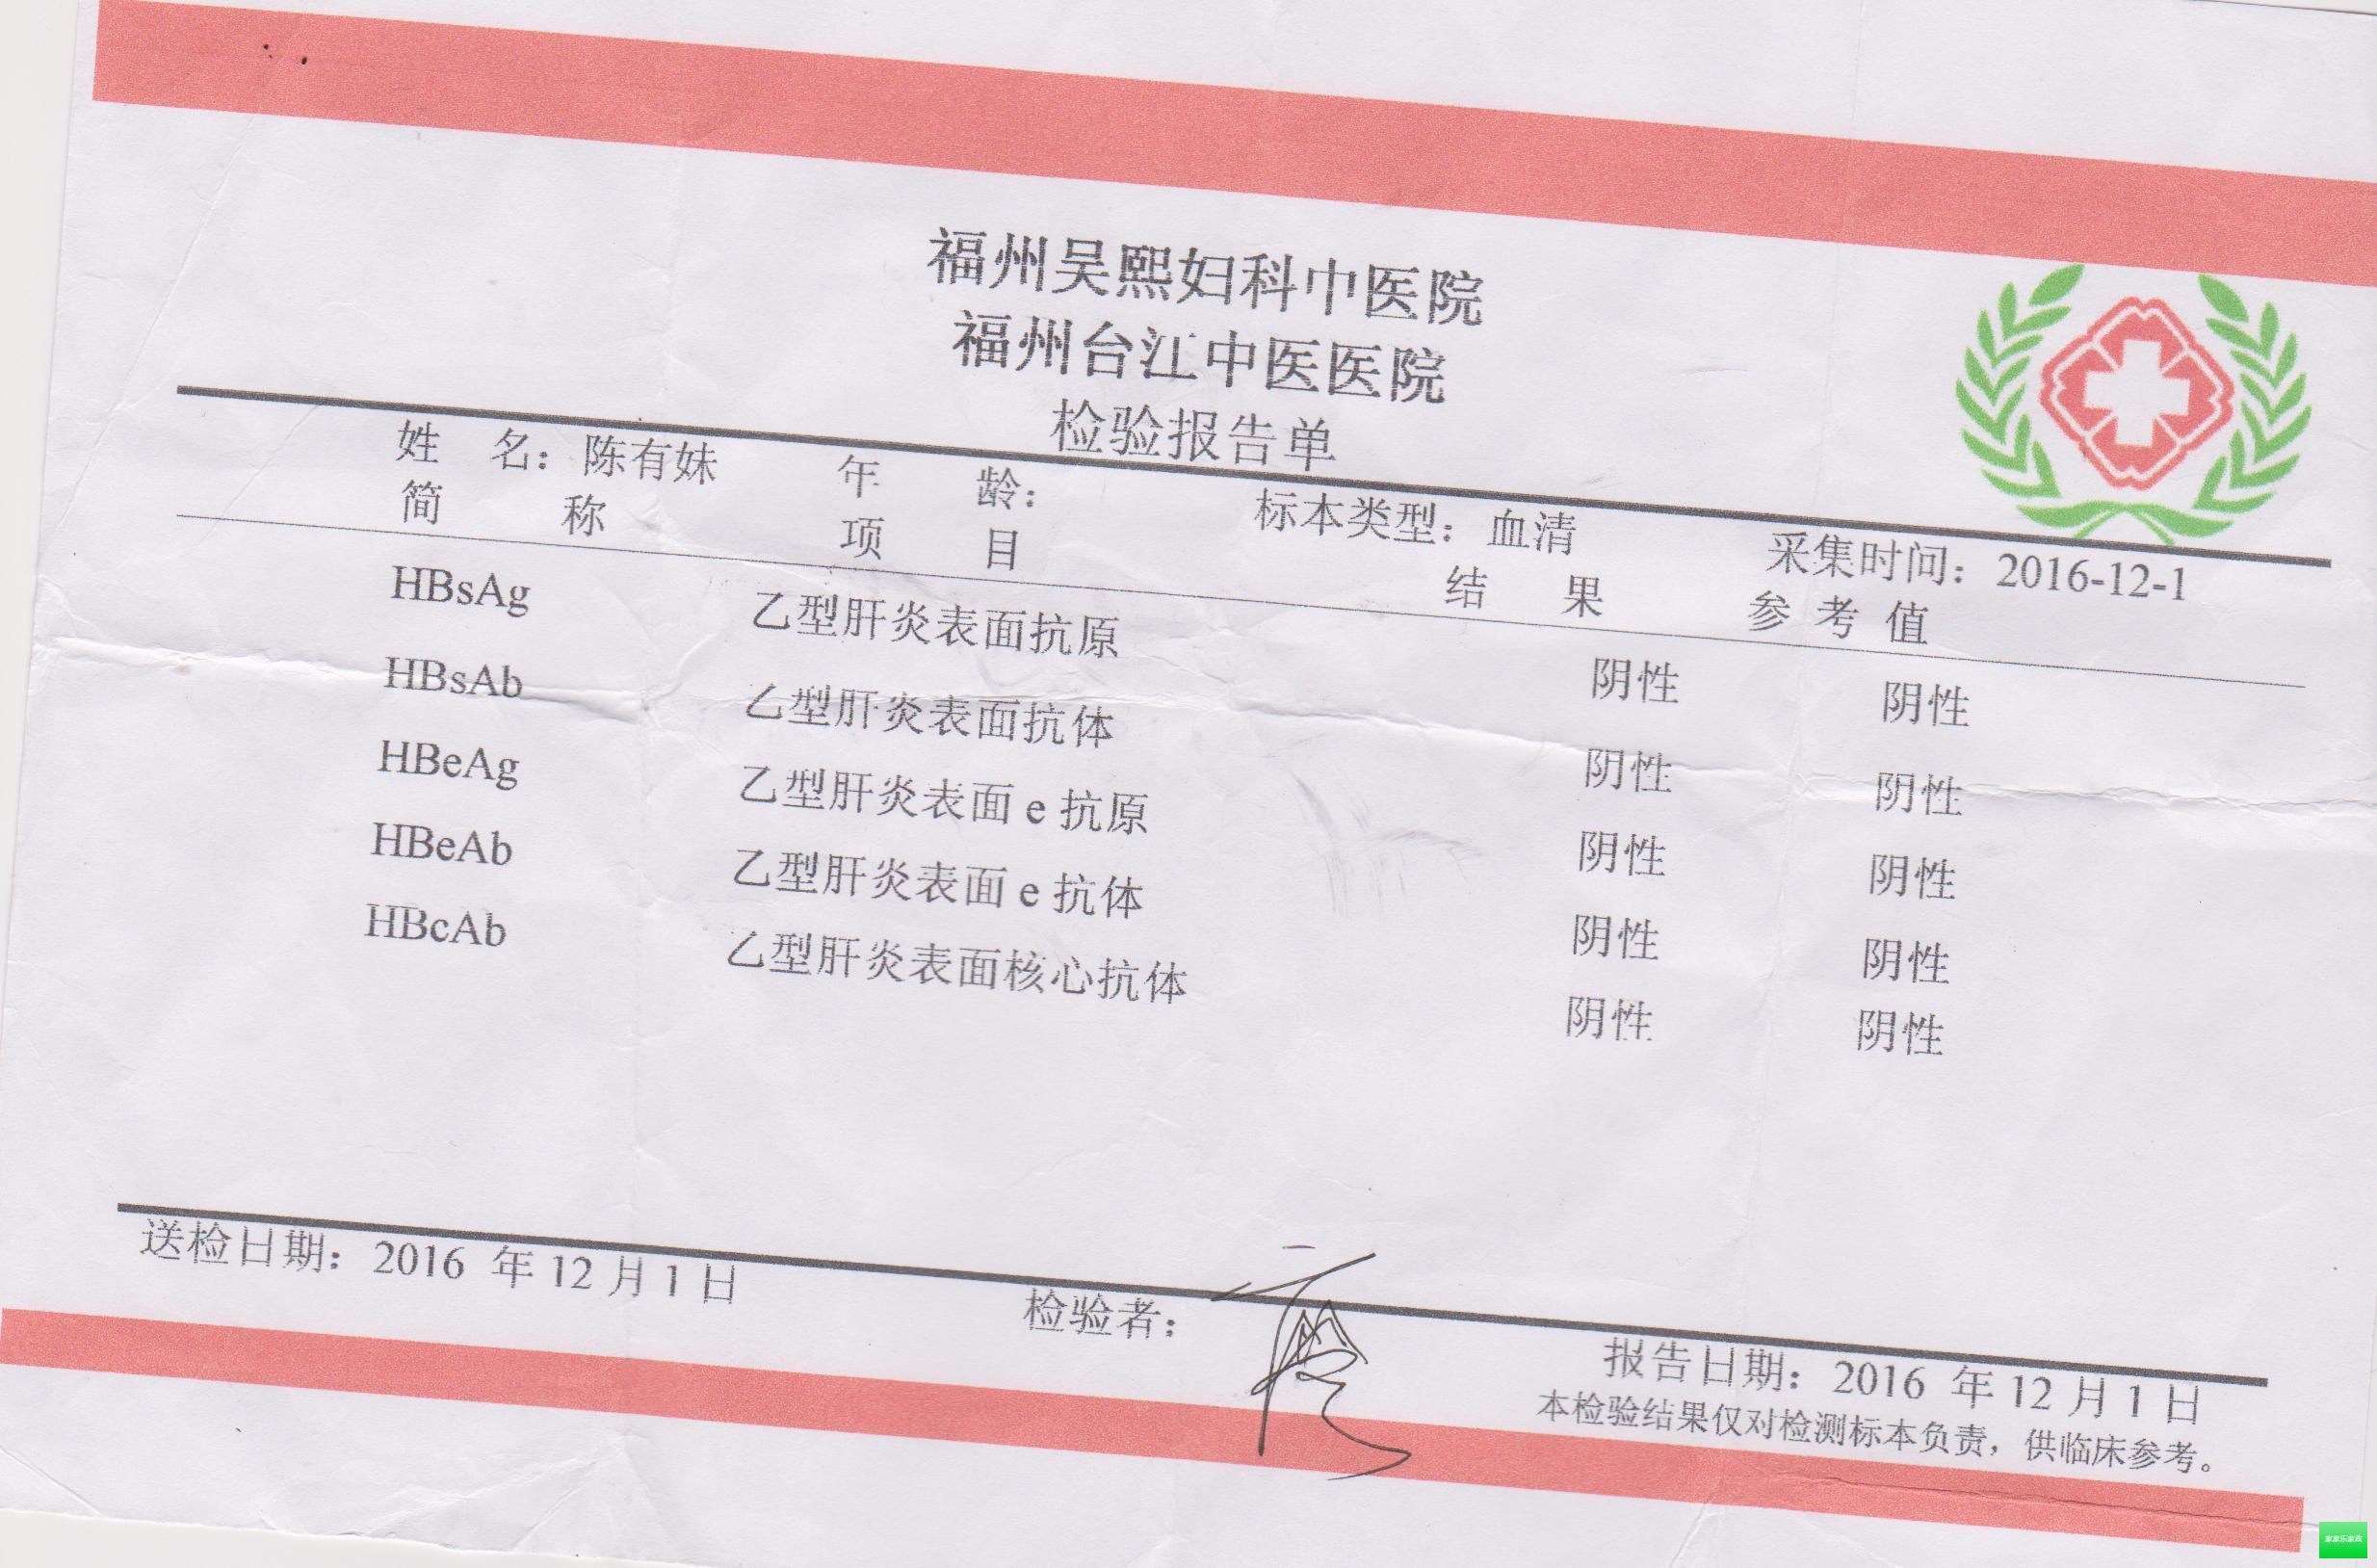 福州吴熙妇科中医院
福州台江中医医院
检验报告单
姓 名：陈有妹 年 龄： 标本类型：血清 采集时间：2016-12-1
简 称 项 目 结 果 参 考 值
HBsAg 乙型肝炎表面抗原 阴性 阴性
HBsAb 乙型肝炎表面抗体 阴性 阴性
HBeAg 乙型肝炎表面 e 抗原 阴性 阴性
HBeAb 乙型肝炎表面 e 抗体 阴性 阴性
HBcAb 乙型肝炎表面核心抗体 阴性 阴性
送检日期：2016 年 12 月 1 日 检验者： 报告日期：2016 年 12 月 1 日
本检验结果仅对检测标本负责，供临床参考。
家家乐家政